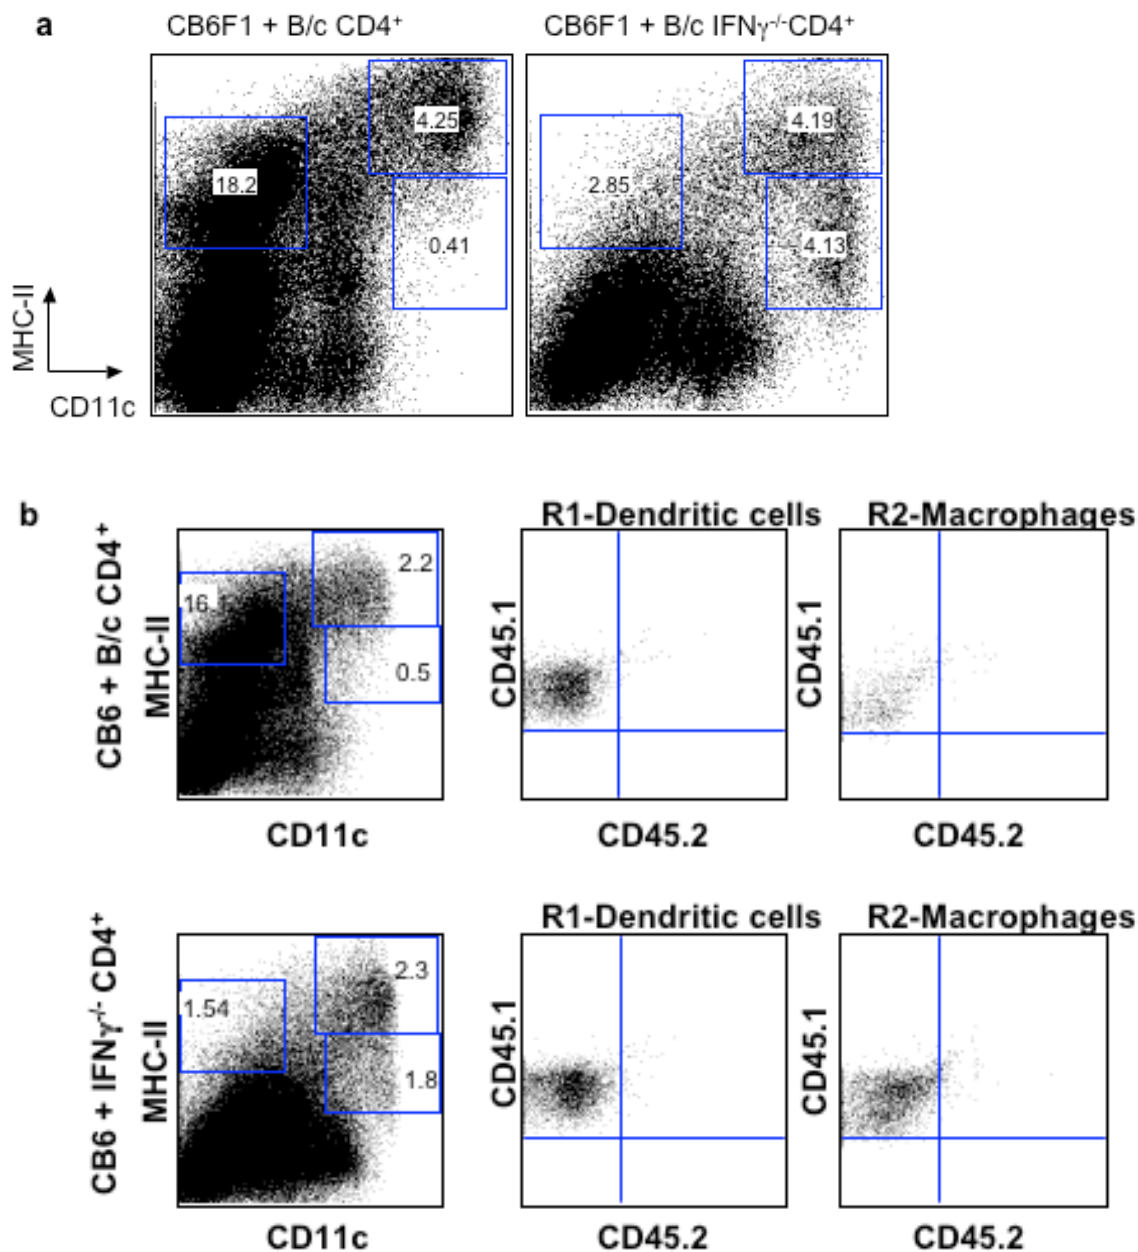 a
CB6F1 + B/c CD4⁺
CB6F1 + B/c IFNγ⁻/⁻CD4⁺
18.2
4.25
0.41
2.85
4.19
4.13
MHC-II
CD11c
b
CB6 + B/c CD4⁺
MHC-II
16
2.2
0.5
CD11c
R1-Dendritic cells
CD45.1
CD45.2
R2-Macrophages
CD45.1
CD45.2
CB6 + IFNγ⁻/⁻ CD4⁺
MHC-II
1.54
2.3
1.8
CD11c
R1-Dendritic cells
CD45.1
CD45.2
R2-Macrophages
CD45.1
CD45.2